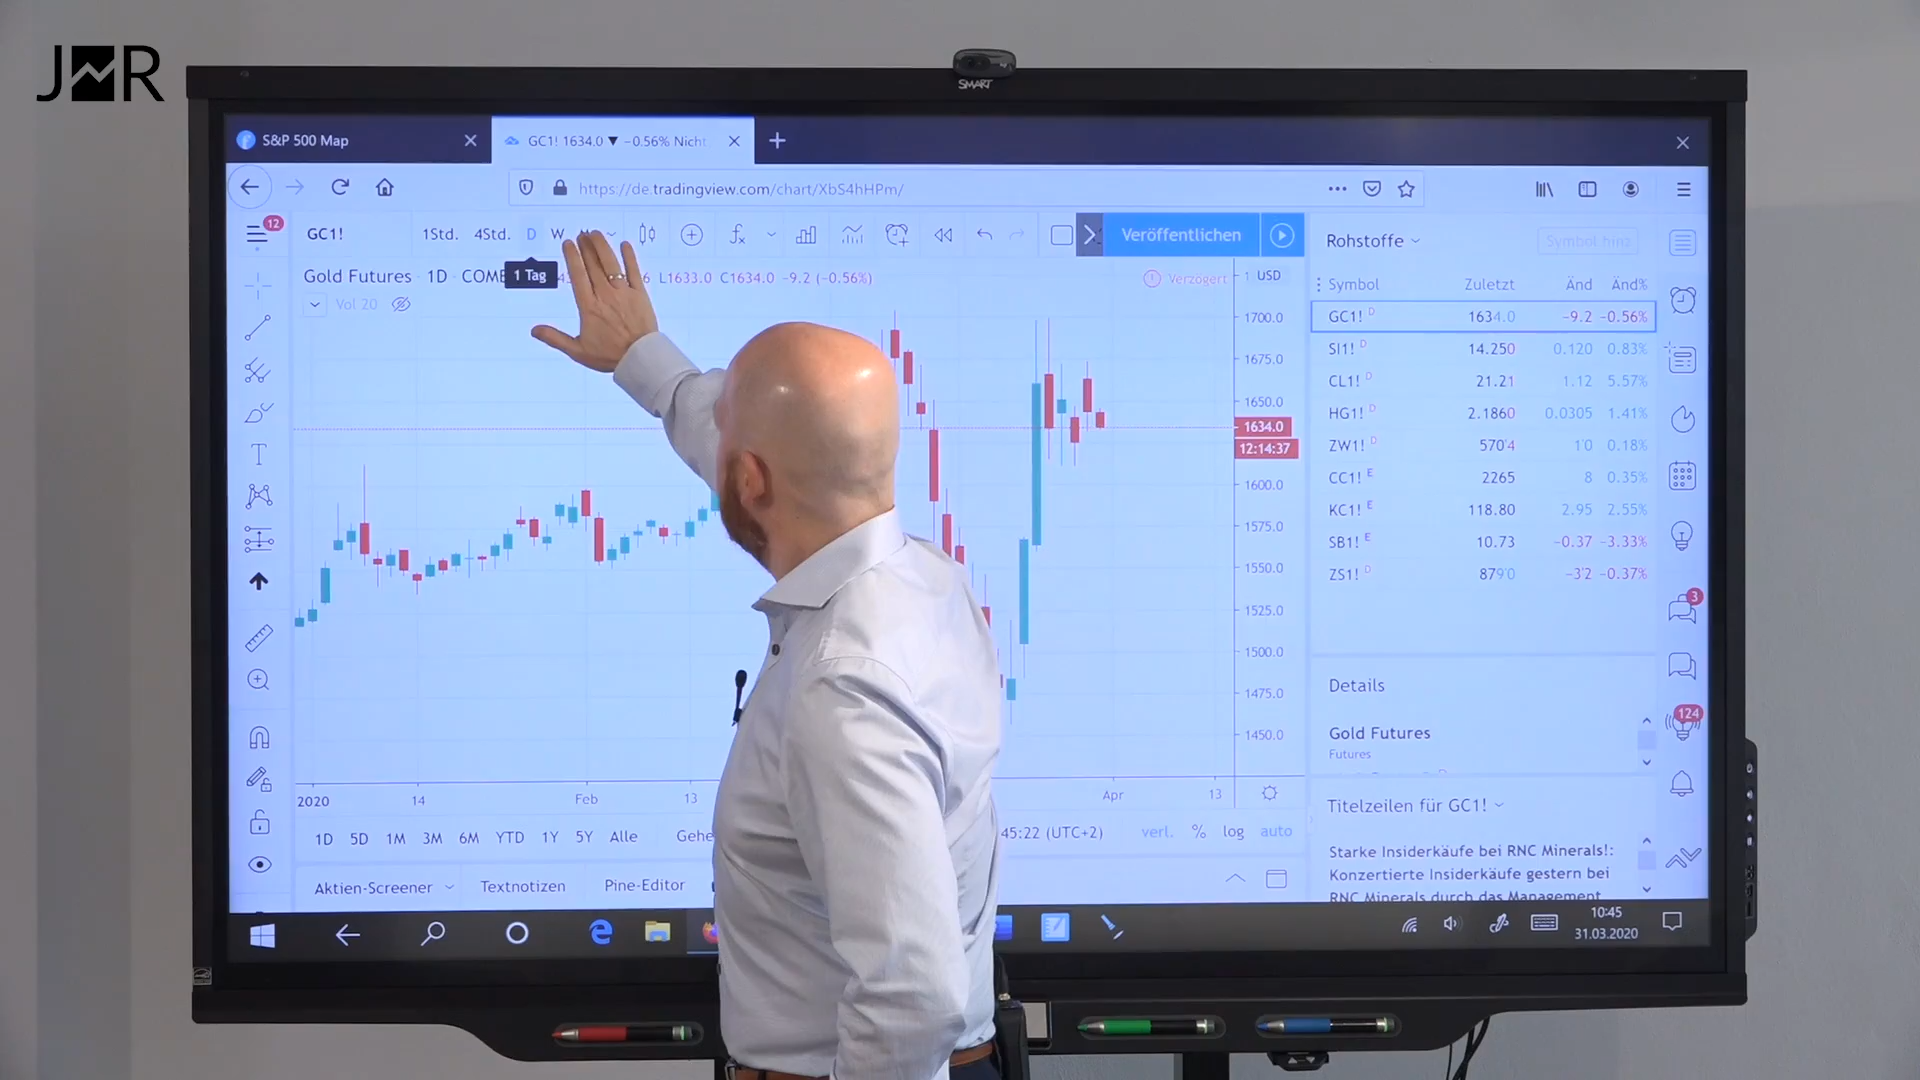 J R
SMART
S&P 500 Map
GC1! 1634.0 ▼ −0.56% Nicht
https://de.tradingview.com/chart/XbS4hHPm/
12
GC1!
1Std. 4Std. D W
Veröffentlichen
Gold Futures · 1D · COME
1 Tag
6 L1633.0 C1634.0 −9.2 (−0.56%)
Verzögert
Vol 20
USD
1700.0
1675.0
1650.0
1634.0
12:14:37
1600.0
1575.0
1550.0
1525.0
1500.0
1475.0
1450.0
2020 14 Feb 13 Apr 13
1D 5D 1M 3M 6M YTD 1Y 5Y Alle Gehe
45:22 (UTC+2) verl. % log auto
Aktien-Screener Textnotizen Pine-Editor
Rohstoffe
Symbol hinz
Symbol Zuletzt Änd Änd%
GC1! D 1634.0 −9.2 −0.56%
SI1! D 14.250 0.120 0.83%
CL1! D 21.21 1.12 5.57%
HG1! D 2.1860 0.0305 1.41%
ZW1! D 570'4 1'0 0.18%
CC1! E 2265 8 0.35%
KC1! E 118.80 2.95 2.55%
SB1! E 10.73 −0.37 −3.33%
ZS1! D 879'0 −3'2 −0.37%
Details
Gold Futures
Futures
Titelzeilen für GC1!
Starke Insiderkäufe bei RNC Minerals!:
Konzertierte Insiderkäufe gestern bei
RNC Minerals durch das Management
3
124
10:45
31.03.2020